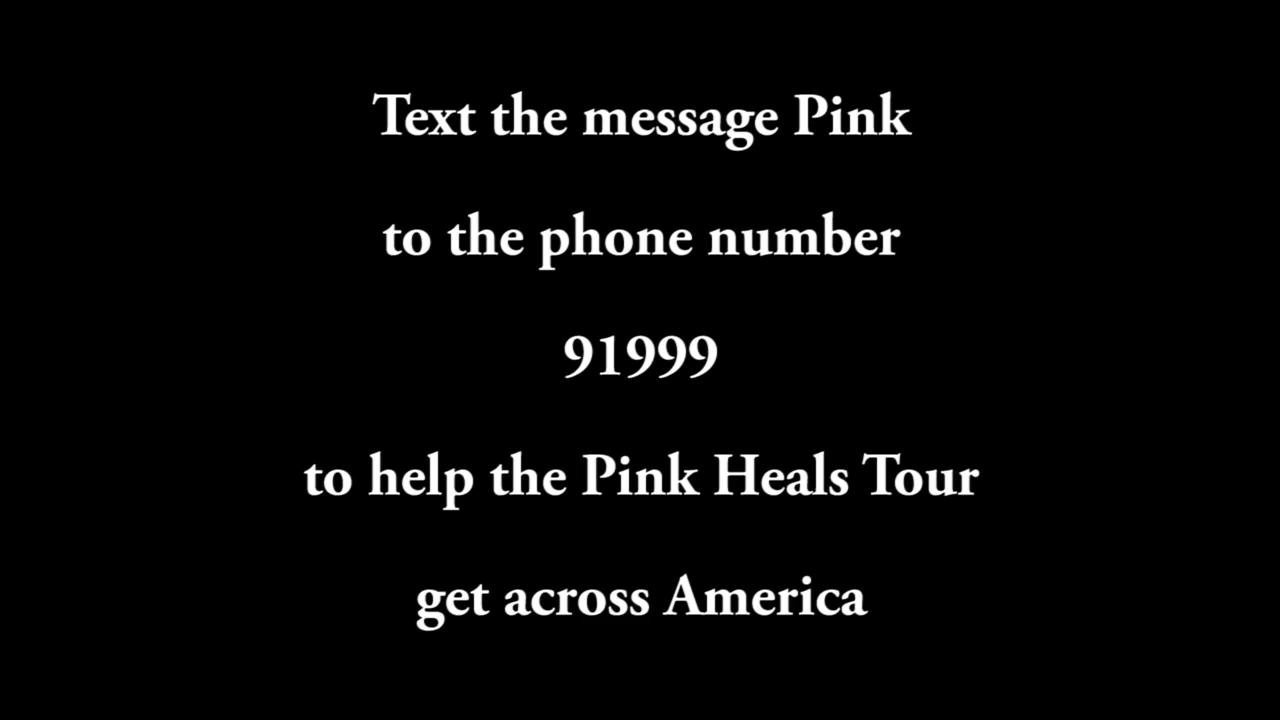 Text the message Pink
to the phone number
91999
to help the Pink Heals Tour
get across America